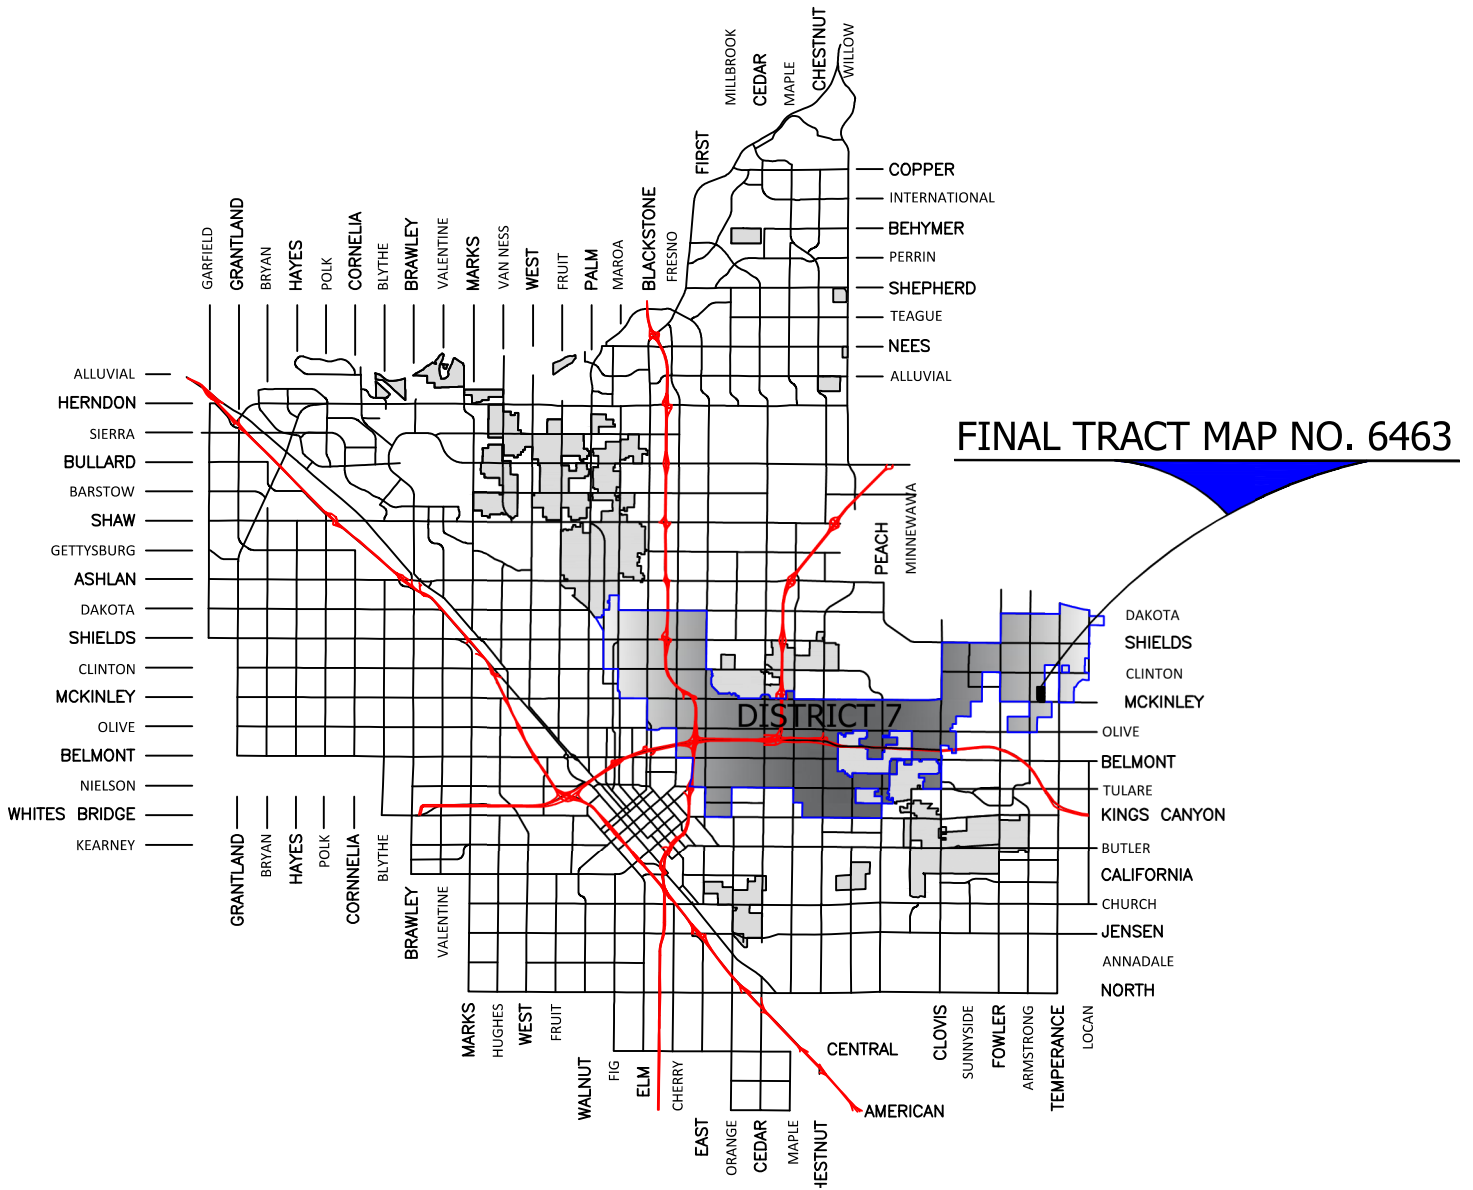 MILLBROOK
CEDAR
MAPLE
CHESTNUT
WILLOW
FIRST
COPPER
INTERNATIONAL
BEHYMER
PERRIN
SHEPHERD
TEAGUE
NEES
ALLUVIAL
GARFIELD
GRANTLAND
BRYAN
HAYES
POLK
CORNELIA
BLYTHE
BRAWLEY
VALENTINE
MARKS
VAN NESS
WEST
FRUIT
PALM
MAROA
BLACKSTONE
FRESNO
ALLUVIAL
HERNDON
SIERRA
BULLARD
BARSTOW
SHAW
GETTYSBURG
ASHLAN
DAKOTA
SHIELDS
CLINTON
MCKINLEY
OLIVE
BELMONT
NIELSON
WHITES BRIDGE
KEARNEY
FINAL TRACT MAP NO. 6463
PEACH
MINNEWAWA
DAKOTA
SHIELDS
CLINTON
MCKINLEY
OLIVE
BELMONT
TULARE
KINGS CANYON
BUTLER
CALIFORNIA
CHURCH
JENSEN
ANNADALE
NORTH
DISTRICT 7
GRANTLAND
BRYAN
HAYES
POLK
CORNNELIA
BLYTHE
BRAWLEY
VALENTINE
MARKS
HUGHES
WEST
FRUIT
WALNUT
FIG
ELM
CHERRY
EAST
ORANGE
CEDAR
MAPLE
HESTNUT
CENTRAL
AMERICAN
CLOVIS
SUNNYSIDE
FOWLER
ARMSTRONG
TEMPERANCE
LOCAN